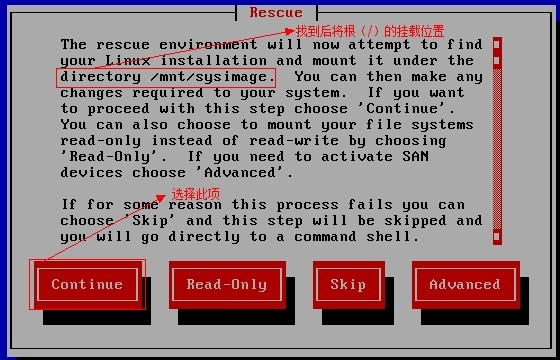 Rescue
找到后将根（/）的挂载位置
The rescue environment will now attempt to find
your Linux installation and mount it under the
directory /mnt/sysimage.  You can then make any
changes required to your system.  If you want
to proceed with this step choose 'Continue'.
You can also choose to mount your file systems
read-only instead of read-write by choosing
'Read-Only'.  If you need to activate SAN
devices choose 'Advanced'.
选择此项
If for some reason this process fails you can
choose 'Skip' and this step will be skipped and
you will go directly to a command shell.
Continue
Read-Only
Skip
Advanced